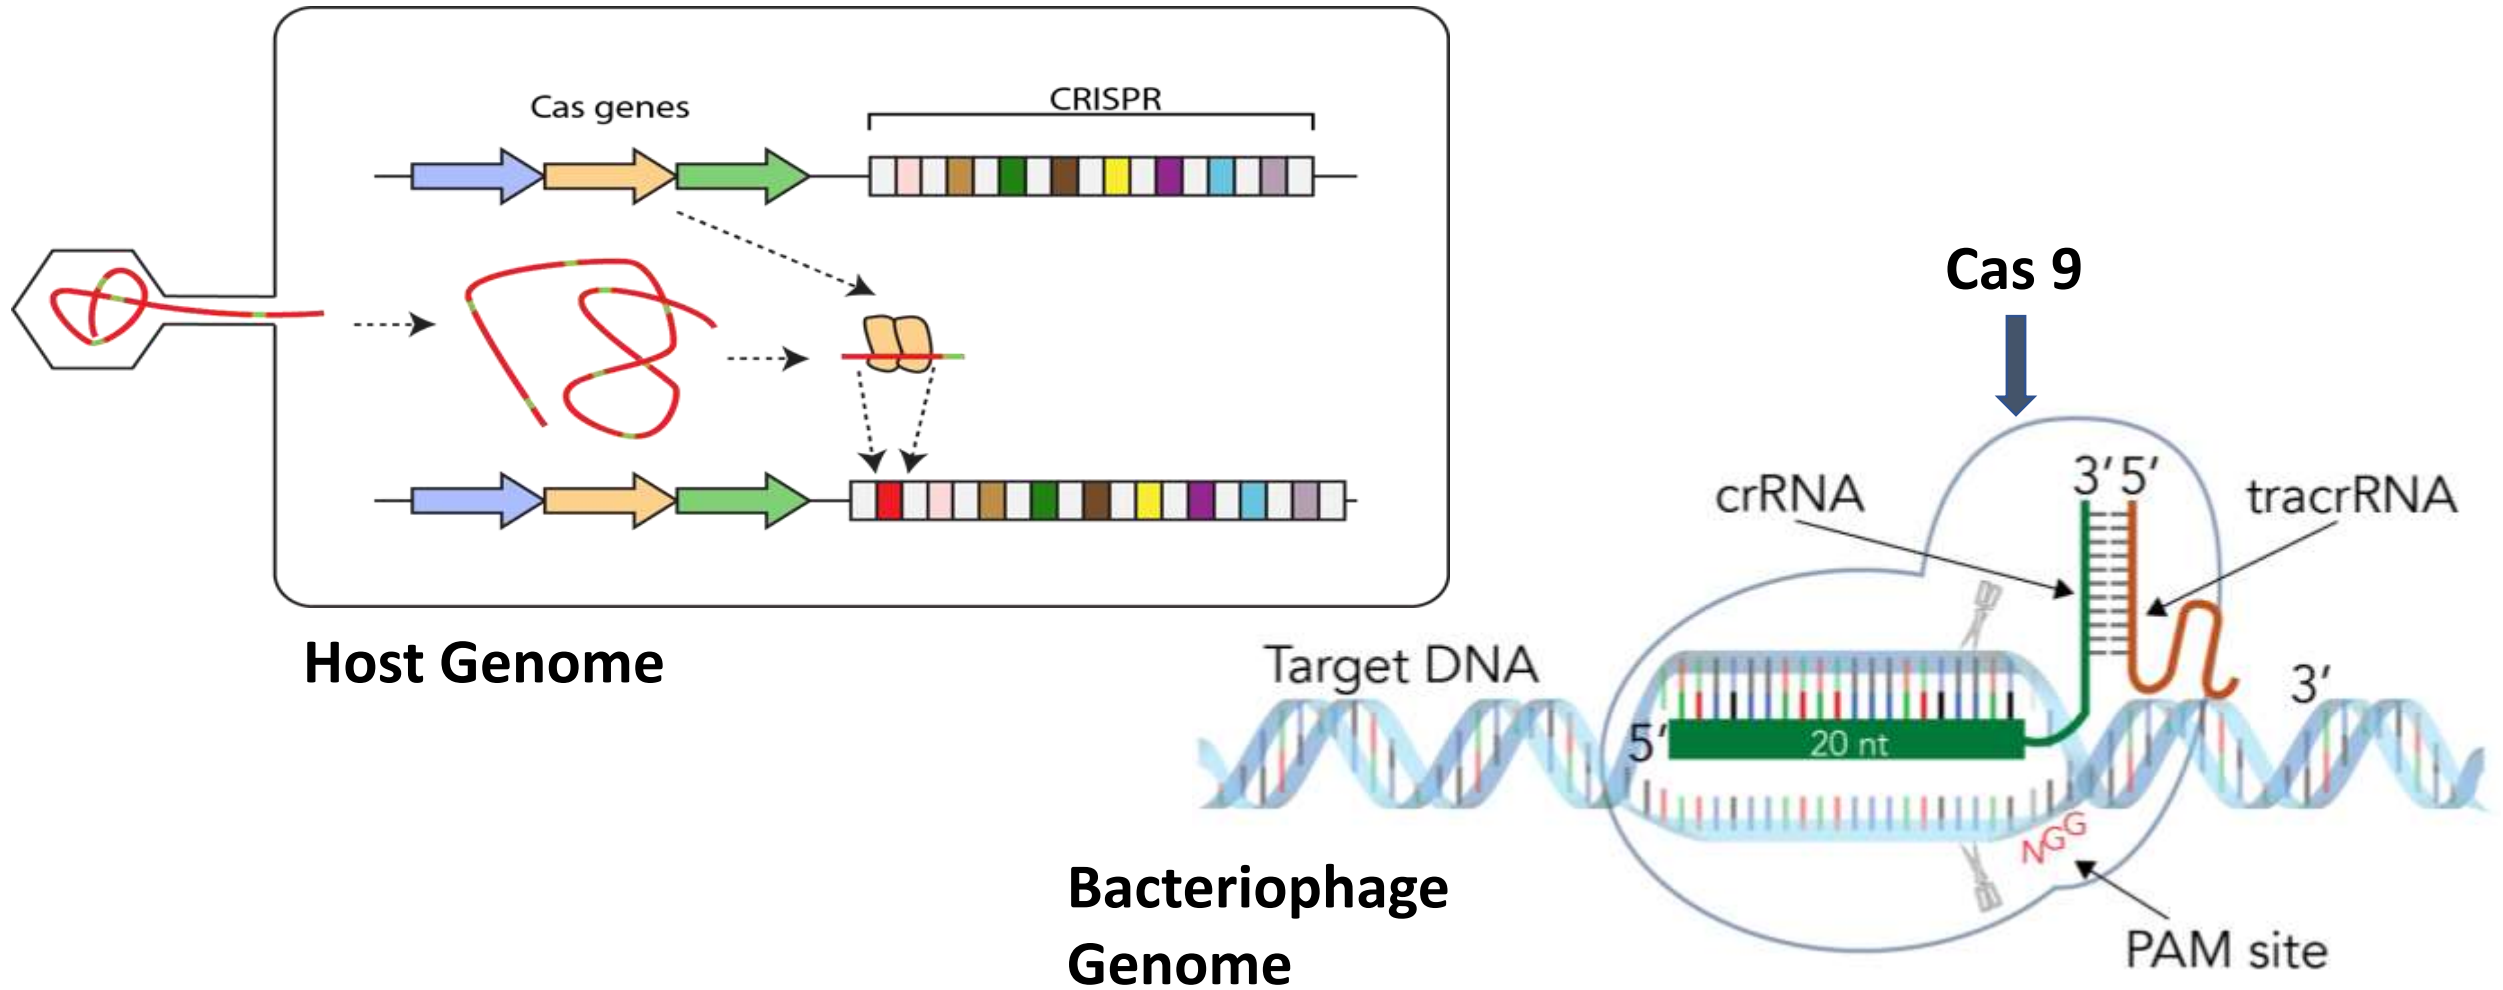 Cas genes
CRISPR
Host Genome
Cas 9
3' 5'
crRNA
tracrRNA
Target DNA
3'
5'
20 nt
NGG
Bacteriophage
Genome
PAM site